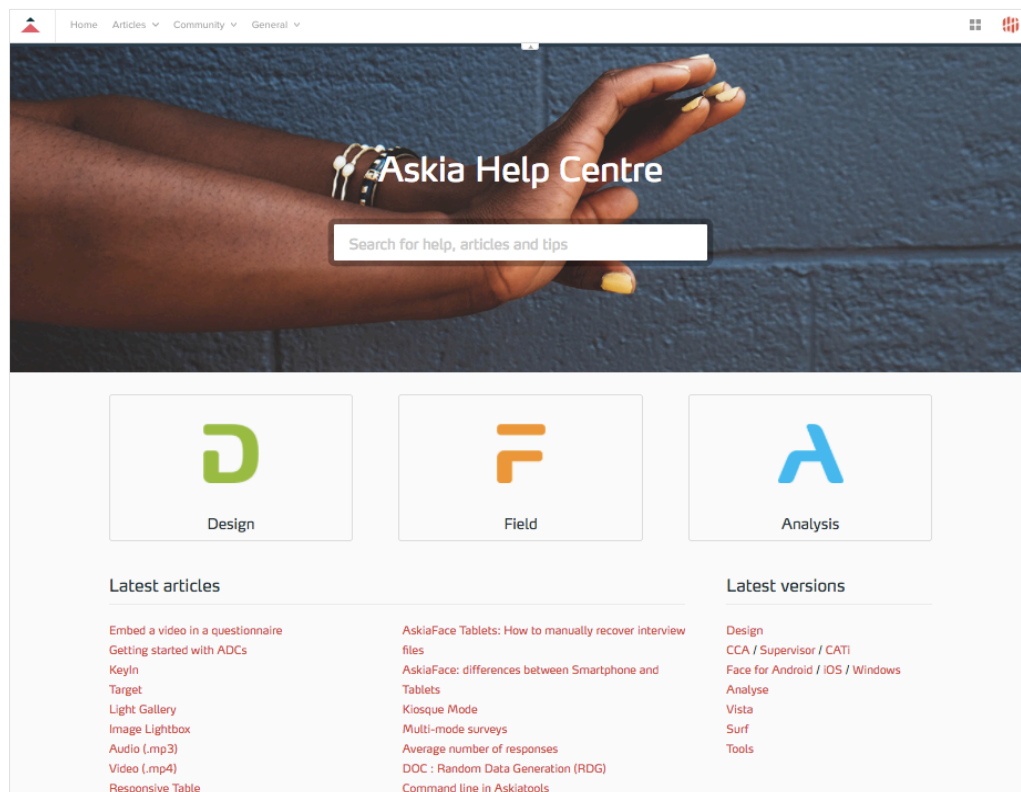 Home Articles Community General
Askia Help Centre
Search for help, articles and tips
D F A
Design Field Analysis
Latest articles
Embed a video in a questionnaire
Getting started with ADCs
KeyIn
Target
Light Gallery
Image Lightbox
Audio (.mp3)
Video (.mp4)
Responsive Table
AskiaFace Tablets: How to manually recover interview
files
AskiaFace: differences between Smartphone and
Tablets
Kiosque Mode
Multi-mode surveys
Average number of responses
DOC : Random Data Generation (RDG)
Command line in Askiatools
Latest versions
Design
CCA / Supervisor / CATi
Face for Android / iOS / Windows
Analyse
Vista
Surf
Tools